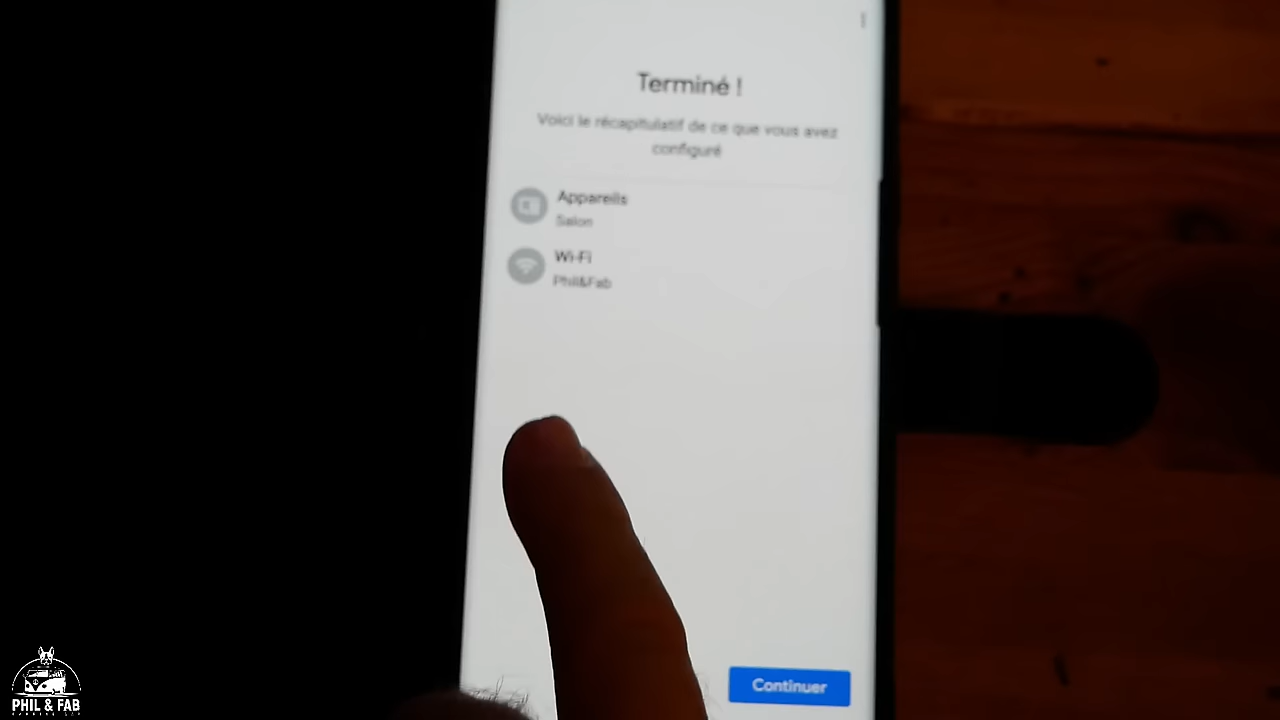 Terminé !
Voici le récapitulatif de ce que vous avez
configuré
Appareils
Salon
Wi-Fi
Phil&Fab
Continuer
PHIL & FAB